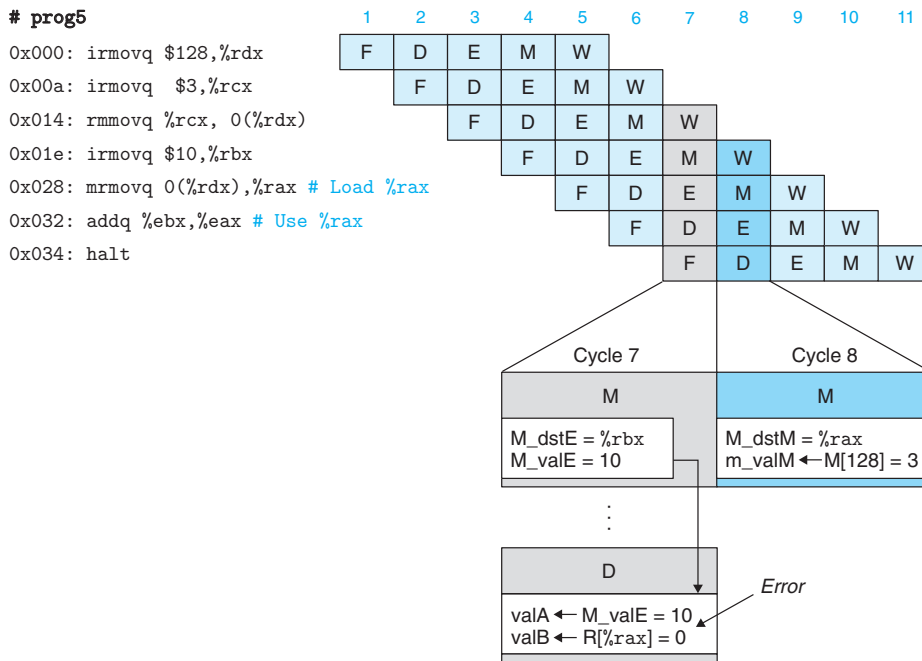 # prog5 1 2 3 4 5 6 7 8 9 10 11
0x000: irmovq $128,%rdx F D E M W
0x00a: irmovq $3,%rcx F D E M W
0x014: rmmovq %rcx, 0(%rdx) F D E M W
0x01e: irmovq $10,%rbx F D E M W
0x028: mrmovq 0(%rdx),%rax # Load %rax F D E M W
0x032: addq %ebx,%eax # Use %rax F D E M W
0x034: halt F D E M W
Cycle 7 Cycle 8
M M
M_dstE = %rbx M_dstM = %rax
M_valE = 10 m_valM ← M[128] = 3
⋮
D
Error
valA ← M_valE = 10
valB ← R[%rax] = 0